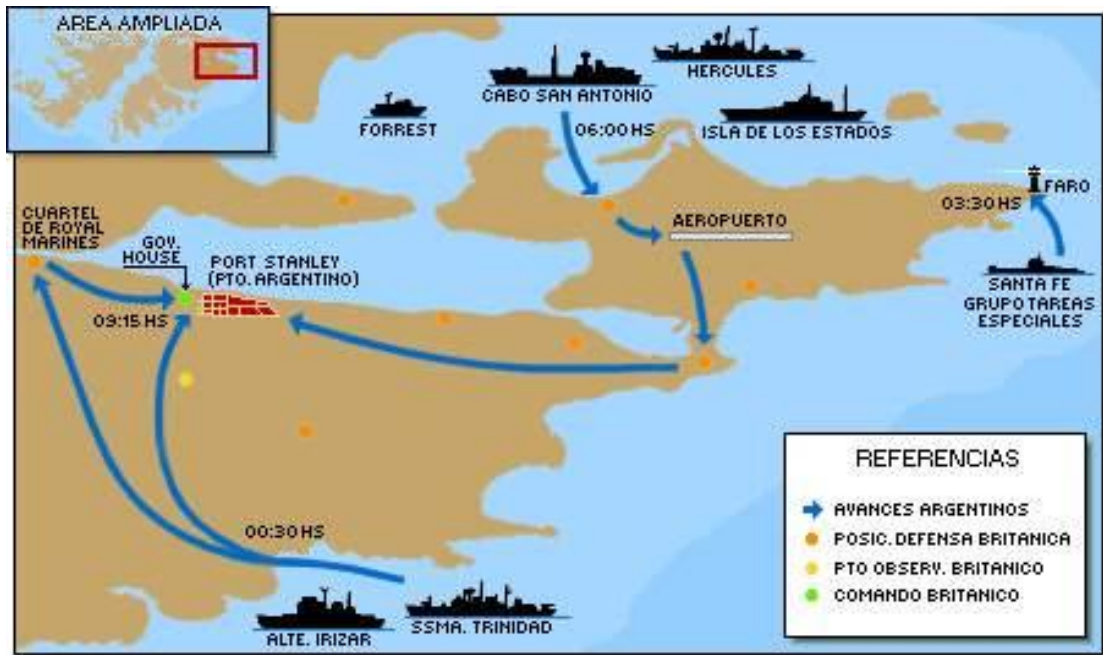 AREA AMPLIADA
HERCULES
CABO SAN ANTONIO
FORREST
06:00 HS
ISLA DE LOS ESTADOS
FARO
03:30 HS
CUARTEL
DE ROYAL
MARINES
AEROPUERTO
GOV.
HOUSE
PORT STANLEY
(PTO. ARGENTINO)
SANTA FE
GRUPO TAREAS
ESPECIALES
09:15 HS
00:30 HS
ALTE. IRIZAR
SSMA. TRINIDAD
REFERENCIAS
AVANCES ARGENTINOS
POSIC. DEFENSA BRITANICA
PTO OBSERV. BRITANICO
COMANDO BRITANICO